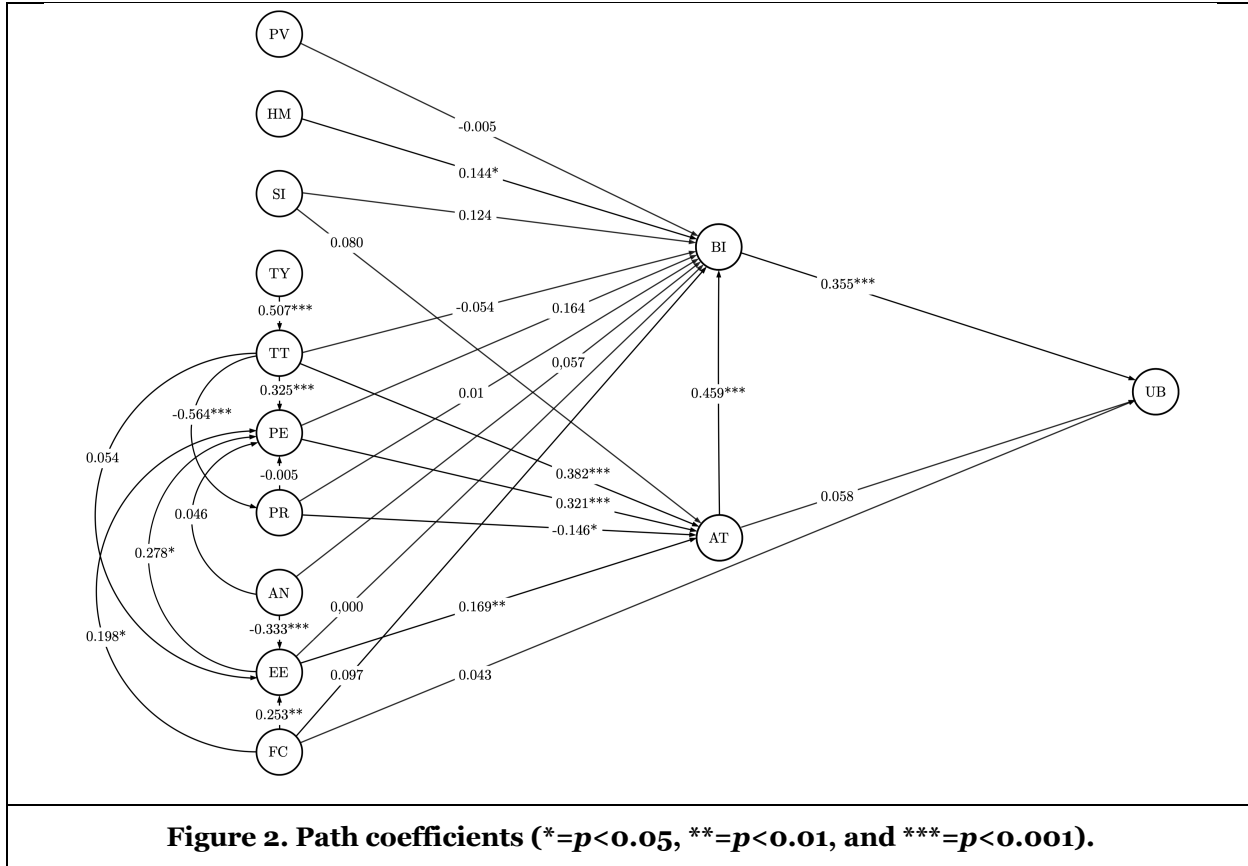 PV
-0.005
HM
0.144*
SI
0.124
0.080
BI
TY
0.507***
0.355***
-0.054
0.164
TT
0,057
0.325***
0.01
0.459***
UB
-0.564***
PE
0.054
-0.005
0.382***
0.321***
0.058
PR
0.046
-0.146*
AT
0.278*
AN
0,000
0.169**
-0.333***
0.198*
EE
0.097
0.043
0.253**
FC
Figure 2. Path coefficients (*=p<0.05, **=p<0.01, and ***=p<0.001).